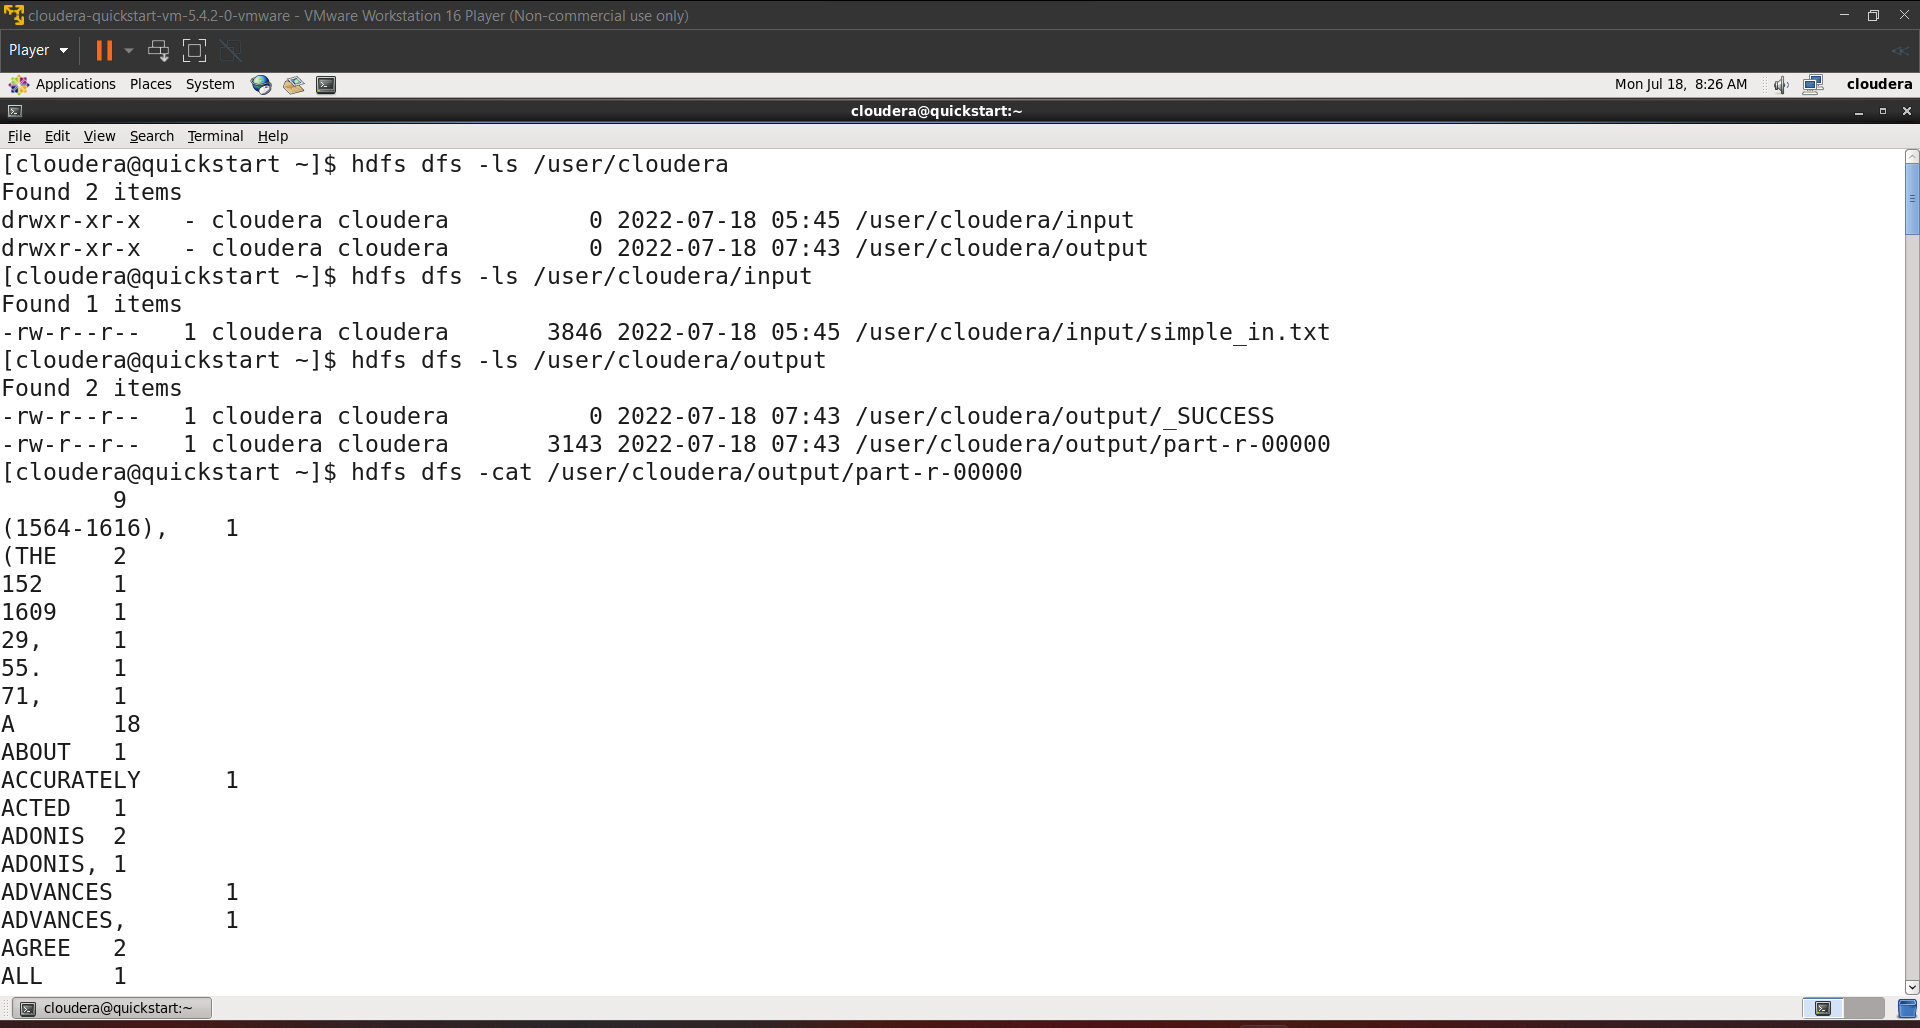 cloudera-quickstart-vm-5.4.2-0-vmware - VMware Workstation 16 Player (Non-commercial use only)
Player
Applications Places System Mon Jul 18, 8:26 AM cloudera
cloudera@quickstart:~
File Edit View Search Terminal Help
[cloudera@quickstart ~]$ hdfs dfs -ls /user/cloudera
Found 2 items
drwxr-xr-x   - cloudera cloudera          0 2022-07-18 05:45 /user/cloudera/input
drwxr-xr-x   - cloudera cloudera          0 2022-07-18 07:43 /user/cloudera/output
[cloudera@quickstart ~]$ hdfs dfs -ls /user/cloudera/input
Found 1 items
-rw-r--r--   1 cloudera cloudera       3846 2022-07-18 05:45 /user/cloudera/input/simple_in.txt
[cloudera@quickstart ~]$ hdfs dfs -ls /user/cloudera/output
Found 2 items
-rw-r--r--   1 cloudera cloudera          0 2022-07-18 07:43 /user/cloudera/output/_SUCCESS
-rw-r--r--   1 cloudera cloudera       3143 2022-07-18 07:43 /user/cloudera/output/part-r-00000
[cloudera@quickstart ~]$ hdfs dfs -cat /user/cloudera/output/part-r-00000
        9
(1564-1616),    1
(THE    2
152     1
1609    1
29,     1
55.     1
71,     1
A       18
ABOUT   1
ACCURATELY      1
ACTED   1
ADONIS  2
ADONIS, 1
ADVANCES        1
ADVANCES,       1
AGREE   2
ALL     1
cloudera@quickstart:~